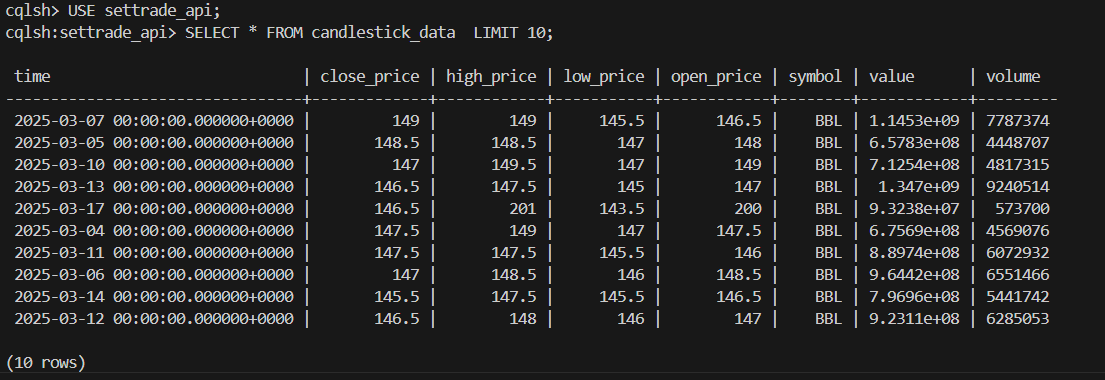 cqlsh> USE settrade_api;
cqlsh:settrade_api> SELECT * FROM candlestick_data  LIMIT 10;
 time                            | close_price | high_price | low_price | open_price | symbol | value      | volume
---------------------------------+-------------+------------+-----------+------------+--------+------------+---------
 2025-03-07 00:00:00.000000+0000 |         149 |        149 |     145.5 |      146.5 |    BBL | 1.1453e+09 | 7787374
 2025-03-05 00:00:00.000000+0000 |       148.5 |      148.5 |       147 |        148 |    BBL | 6.5783e+08 | 4448707
 2025-03-10 00:00:00.000000+0000 |         147 |      149.5 |       147 |        149 |    BBL | 7.1254e+08 | 4817315
 2025-03-13 00:00:00.000000+0000 |       146.5 |      147.5 |       145 |        147 |    BBL |  1.347e+09 | 9240514
 2025-03-17 00:00:00.000000+0000 |       146.5 |        201 |     143.5 |        200 |    BBL | 9.3238e+07 |  573700
 2025-03-04 00:00:00.000000+0000 |       147.5 |        149 |       147 |      147.5 |    BBL | 6.7569e+08 | 4569076
 2025-03-11 00:00:00.000000+0000 |       147.5 |      147.5 |     145.5 |        146 |    BBL | 8.8974e+08 | 6072932
 2025-03-06 00:00:00.000000+0000 |         147 |      148.5 |       146 |      148.5 |    BBL | 9.6442e+08 | 6551466
 2025-03-14 00:00:00.000000+0000 |       145.5 |      147.5 |     145.5 |      146.5 |    BBL | 7.9696e+08 | 5441742
 2025-03-12 00:00:00.000000+0000 |       146.5 |        148 |       146 |        147 |    BBL | 9.2311e+08 | 6285053
(10 rows)